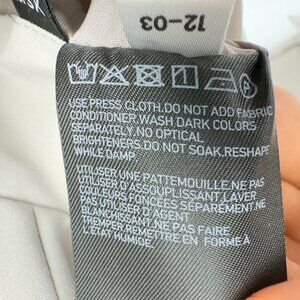 12-03
USE PRESS CLOTH.DO NOT ADD FABRIC
CONDITIONER.WASH DARK COLORS
SEPARATELY.NO OPTICAL
BRIGHTENERS.DO NOT SOAK.RESHAPE
WHILE DAMP.
UTILISER UNE PATTEMOUILLE.NE PAS
UTILISER D'ASSOUPLISSANT.LAVER
COULEURS FONCÉES SEPARÉMENT.NE
PAS UTILISER D'AGENT
BLANCHISSANT.NE PAS FAIRE
TREMPER.REMETTRE EN FORME À
L'ÉTAT HUMIDE.